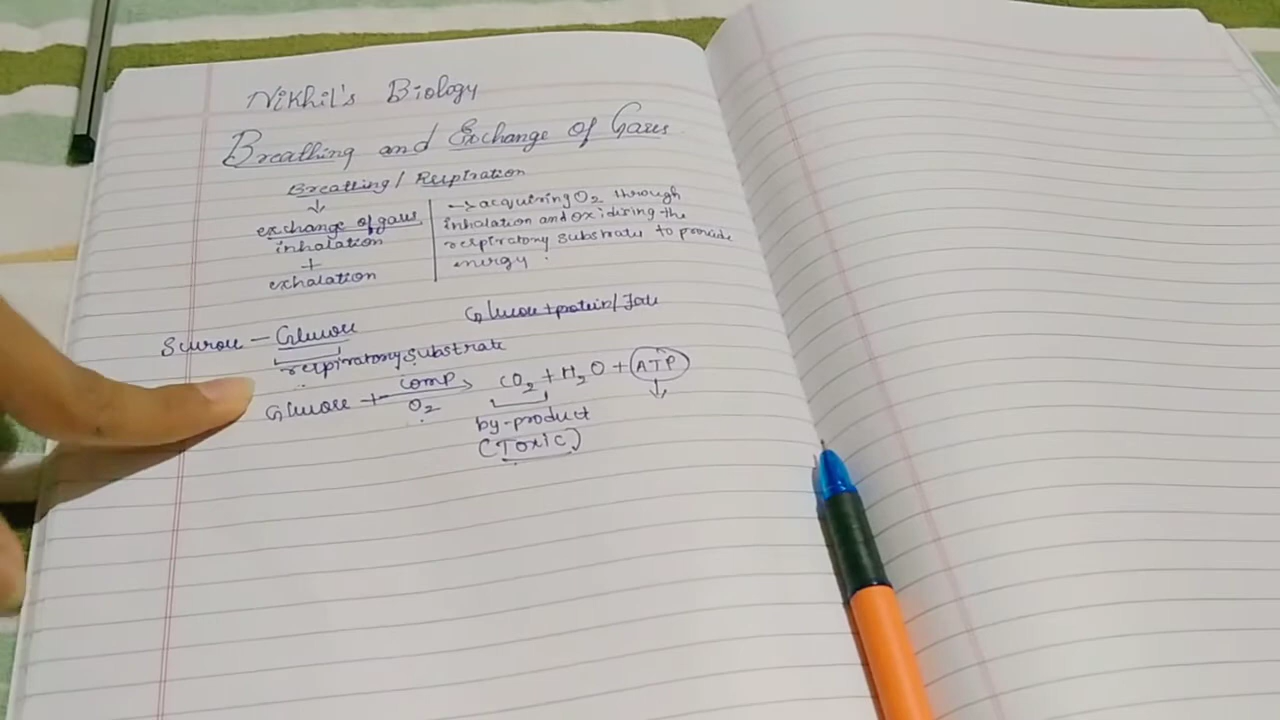 Nikhil's Biology
Breathing and Exchange of Gases
Breathing / Respiration
↓
exchange of gases
inhalation
+
exhalation
→ acquiring O2 through
inhalation and oxidising the
respiratory substrate to provide
energy.
Glucose + protein / fats
Source – Glucose
respiratory substrate
Glucose + comp → CO2 + H2O + ATP
O2
↓
by-product
(Toxic)